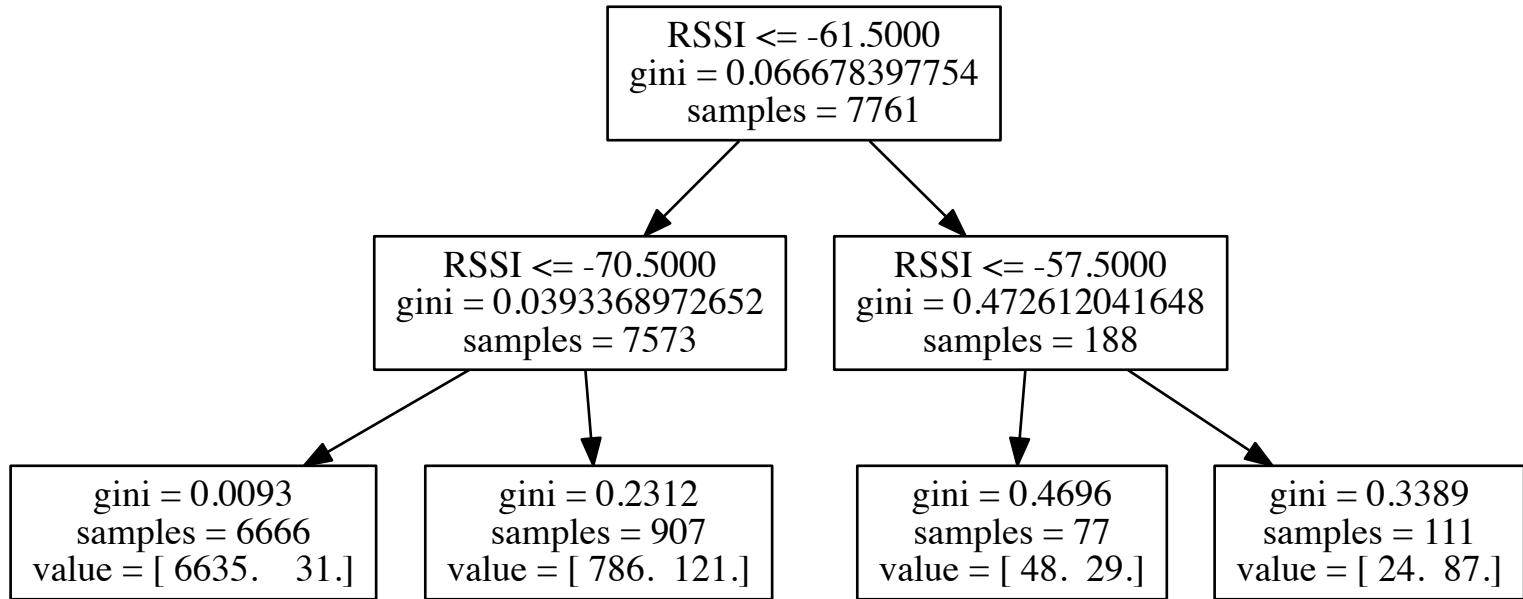 RSSI <= -61.5000
gini = 0.066678397754
samples = 7761
RSSI <= -70.5000
gini = 0.0393368972652
samples = 7573
RSSI <= -57.5000
gini = 0.472612041648
samples = 188
gini = 0.0093
samples = 6666
value = [ 6635.    31.]
gini = 0.2312
samples = 907
value = [ 786.  121.]
gini = 0.4696
samples = 77
value = [ 48.  29.]
gini = 0.3389
samples = 111
value = [ 24.  87.]